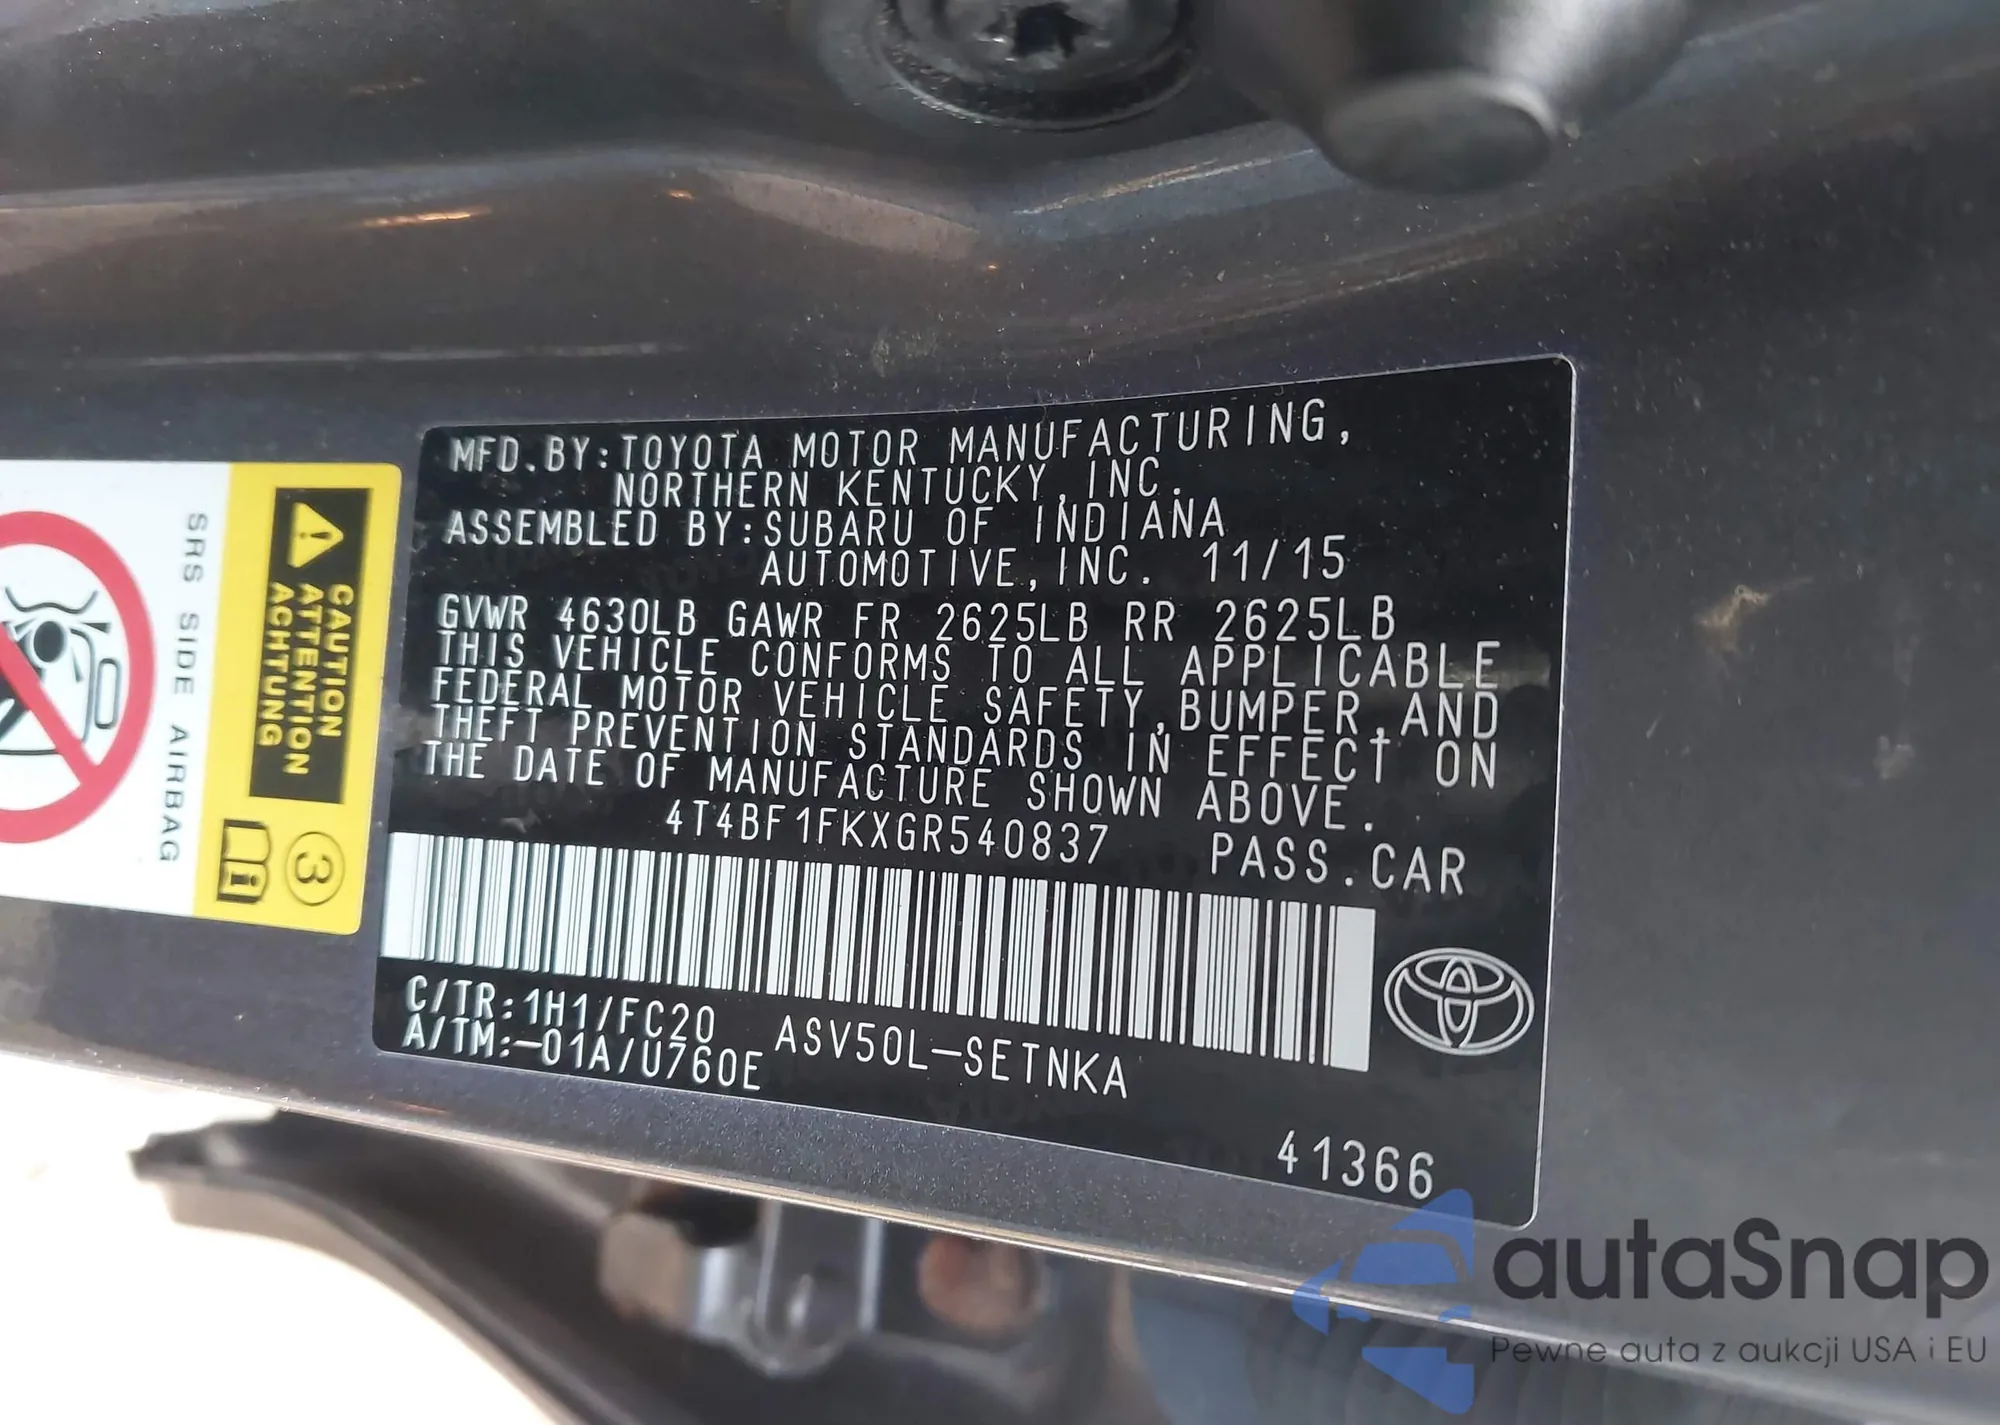 MFD.BY:TOYOTA MOTOR MANUFACTURING,
NORTHERN KENTUCKY,INC.
ASSEMBLED BY:SUBARU OF INDIANA
AUTOMOTIVE,INC. 11/15
GVWR 4630LB GAWR FR 2625LB RR 2625LB
THIS VEHICLE CONFORMS TO ALL APPLICABLE
FEDERAL MOTOR VEHICLE SAFETY,BUMPER,AND
THEFT PREVENTION STANDARDS IN EFFECT ON
THE DATE OF MANUFACTURE SHOWN ABOVE.
4T4BF1FKXGR540837 PASS.CAR
C/TR:1H1/FC20 ASV50L-SETNKA
A/TM:-01A/U760E
41366
CAUTION
ATTENTION
ACHTUNG
3
SRS SIDE AIRBAG
autaSnap
Pewne auta z aukcji USA i EU